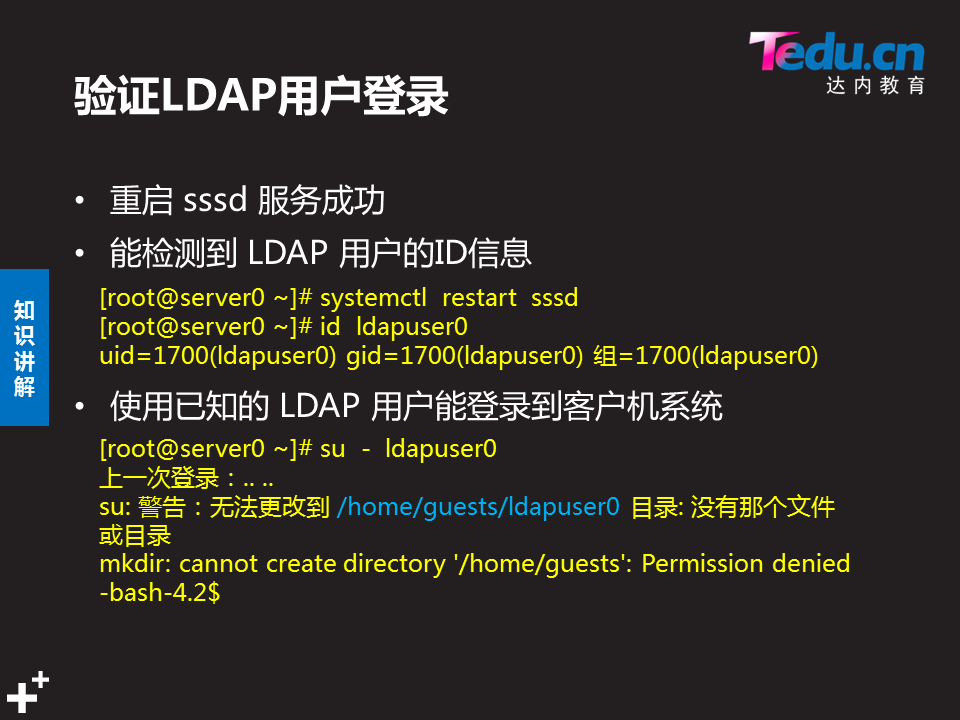 Tedu.cn
达内教育
验证LDAP用户登录
• 重启 sssd 服务成功
• 能检测到 LDAP 用户的ID信息
[root@server0 ~]# systemctl restart sssd
[root@server0 ~]# id ldapuser0
uid=1700(ldapuser0) gid=1700(ldapuser0) 组=1700(ldapuser0)
知识讲解
• 使用已知的 LDAP 用户能登录到客户机系统
[root@server0 ~]# su - ldapuser0
上一次登录：.. ..
su: 警告：无法更改到 /home/guests/ldapuser0 目录: 没有那个文件
或目录
mkdir: cannot create directory '/home/guests': Permission denied
-bash-4.2$